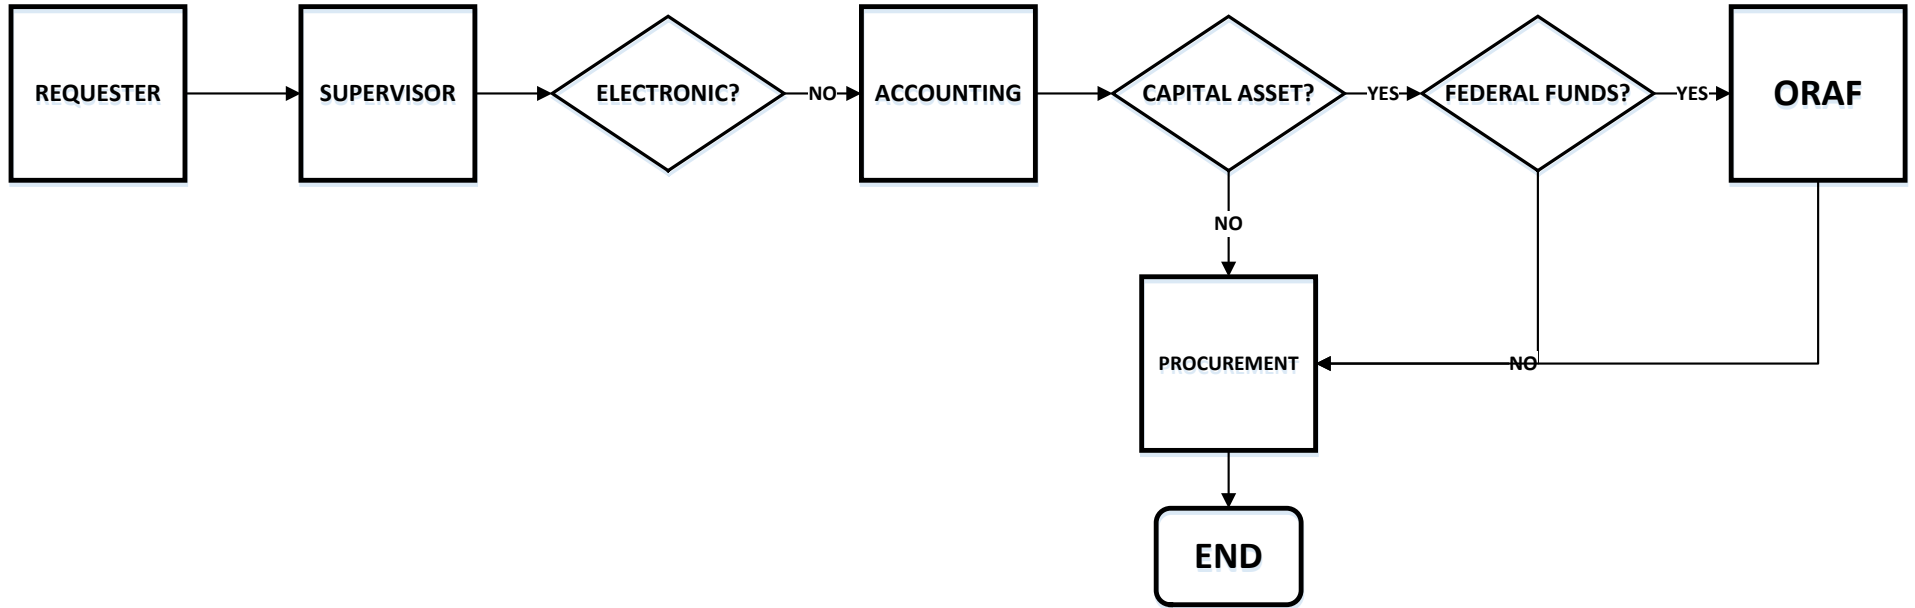 REQUESTER
SUPERVISOR
ELECTRONIC?
NO
ACCOUNTING
CAPITAL ASSET?
YES
FEDERAL FUNDS?
YES
ORAF
NO
PROCUREMENT
NO
END